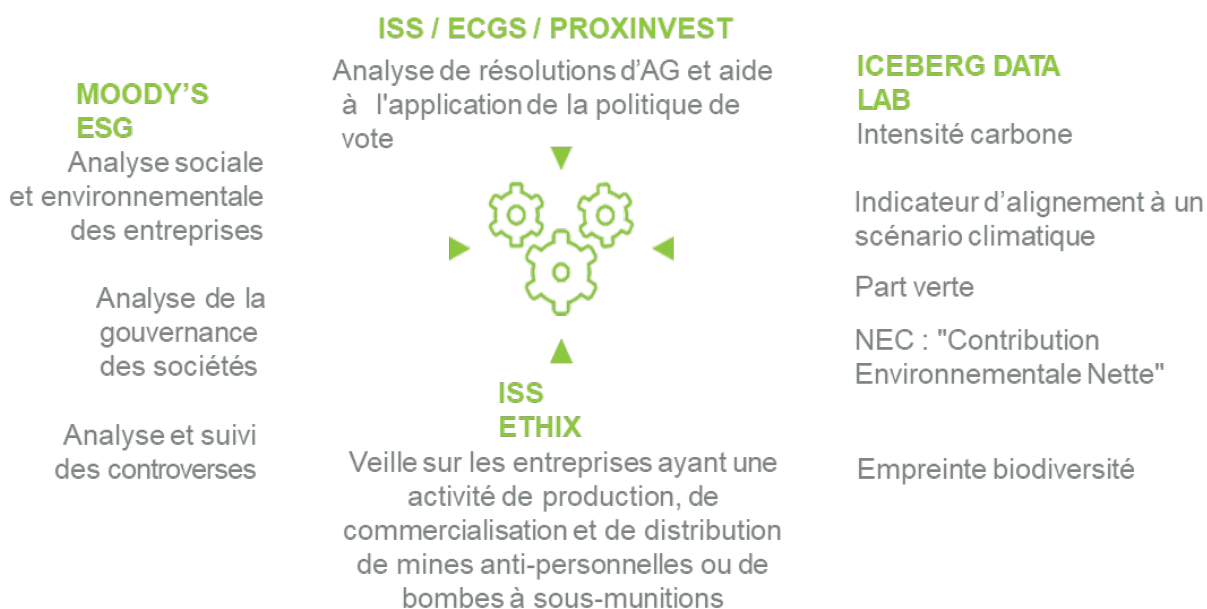 ISS / ECGS / PROXINVEST
Analyse de résolutions d'AG et aide
à l'application de la politique de
vote
MOODY'S
ESG
Analyse sociale
et environnementale
des entreprises
Analyse de la
gouvernance
des sociétés
Analyse et suivi
des controverses
ICEBERG DATA
LAB
Intensité carbone
Indicateur d'alignement à un
scénario climatique
Part verte
NEC : "Contribution
Environnementale Nette"
Empreinte biodiversité
ISS
ETHIX
Veille sur les entreprises ayant une
activité de production, de
commercialisation et de distribution
de mines anti-personnelles ou de
bombes à sous-munitions